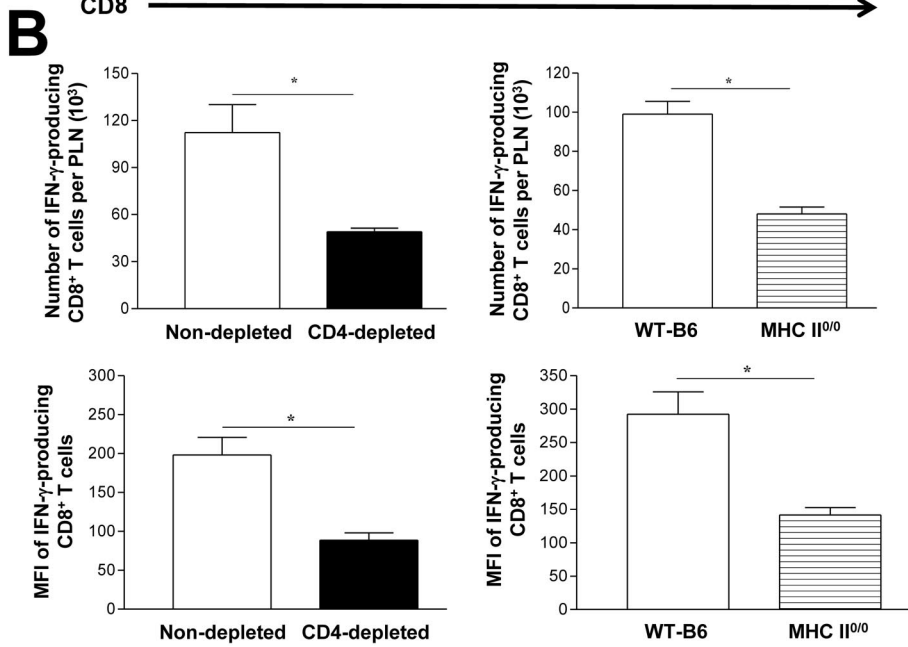 CD8
B
Number of IFN-γ-producing
CD8⁺ T cells per PLN (10³)
150
120
90
60
30
0
*
Non-depleted CD4-depleted
Number of IFN-γ-producing
CD8⁺ T cells per PLN (10³)
120
100
80
60
40
20
0
*
WT-B6 MHC II⁰/⁰
MFI of IFN-γ-producing
CD8⁺ T cells
300
250
200
150
100
50
0
*
Non-depleted CD4-depleted
MFI of IFN-γ-producing
CD8⁺ T cells
350
300
250
200
150
100
50
0
*
WT-B6 MHC II⁰/⁰